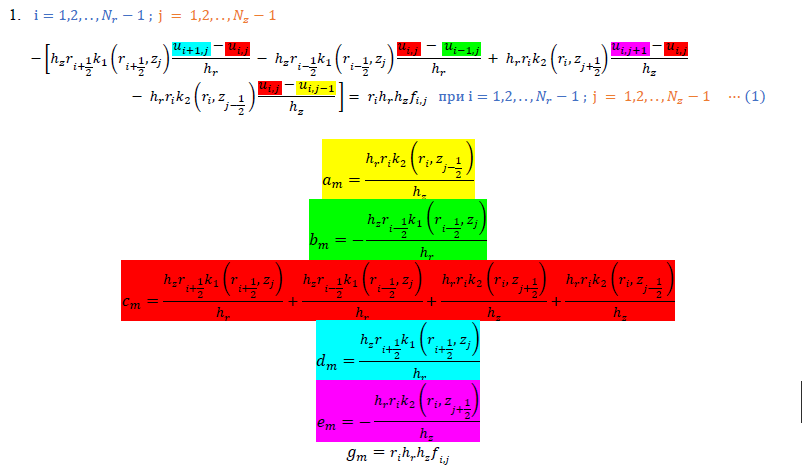 1. i = 1,2,..,N_r − 1 ; j = 1,2,..,N_z − 1
−[h_z r_{i+1/2} k_1(r_{i+1/2}, z_j) (u_{i+1,j} − u_{i,j})/h_r − h_z r_{i−1/2} k_1(r_{i−1/2}, z_j) (u_{i,j} − u_{i−1,j})/h_r + h_r r_i k_2(r_i, z_{j+1/2}) (u_{i,j+1} − u_{i,j})/h_z
− h_r r_i k_2(r_i, z_{j−1/2}) (u_{i,j} − u_{i,j−1})/h_z] = r_i h_r h_z f_{i,j} при i = 1,2,..,N_r − 1 ; j = 1,2,..,N_z − 1 ⋯ (1)
a_m = h_r r_i k_2(r_i, z_{j−1/2})/h_z
b_m = − h_z r_{i−1/2} k_1(r_{i−1/2}, z_j)/h_r
c_m = h_z r_{i+1/2} k_1(r_{i+1/2}, z_j)/h_r + h_z r_{i−1/2} k_1(r_{i−1/2}, z_j)/h_r + h_r r_i k_2(r_i, z_{j+1/2})/h_z + h_r r_i k_2(r_i, z_{j−1/2})/h_z
d_m = h_z r_{i+1/2} k_1(r_{i+1/2}, z_j)/h_r
e_m = − h_r r_i k_2(r_i, z_{j+1/2})/h_z
g_m = r_i h_r h_z f_{i,j}